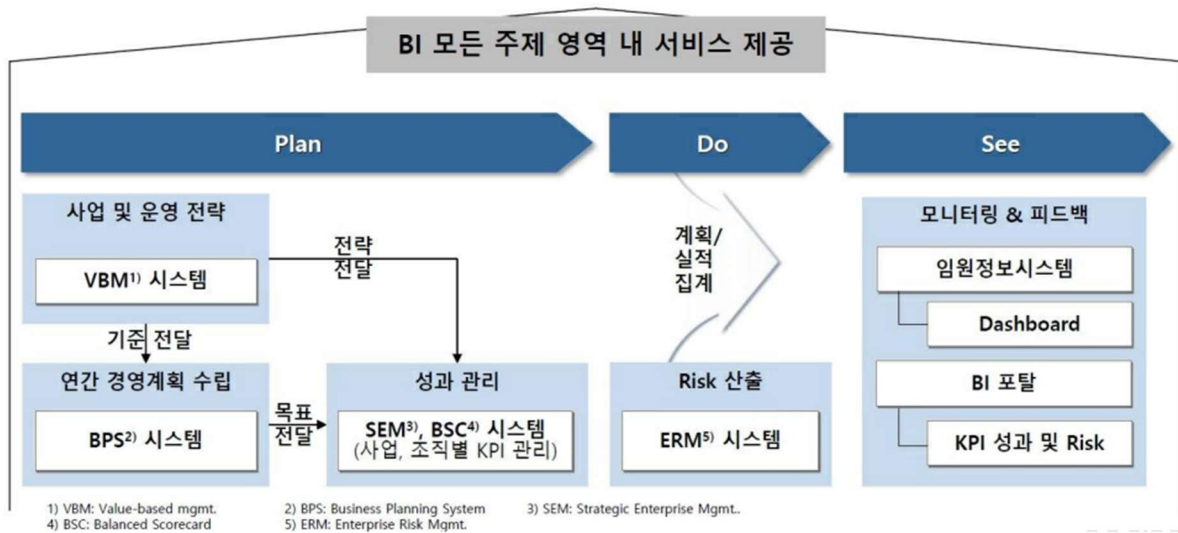 BI 모든 주제 영역 내 서비스 제공
Plan
Do
See
사업 및 운영 전략
VBM1) 시스템
전략
전달
기준 전달
연간 경영계획 수립
BPS2) 시스템
목표
전달
성과 관리
SEM3), BSC4) 시스템
(사업, 조직별 KPI 관리)
계획/
실적
집계
Risk 산출
ERM5) 시스템
모니터링 & 피드백
임원정보시스템
Dashboard
BI 포탈
KPI 성과 및 Risk
1) VBM: Value-based mgmt. 2) BPS: Business Planning System 3) SEM: Strategic Enterprise Mgmt..
4) BSC: Balanced Scorecard 5) ERM: Enterprise Risk Mgmt.